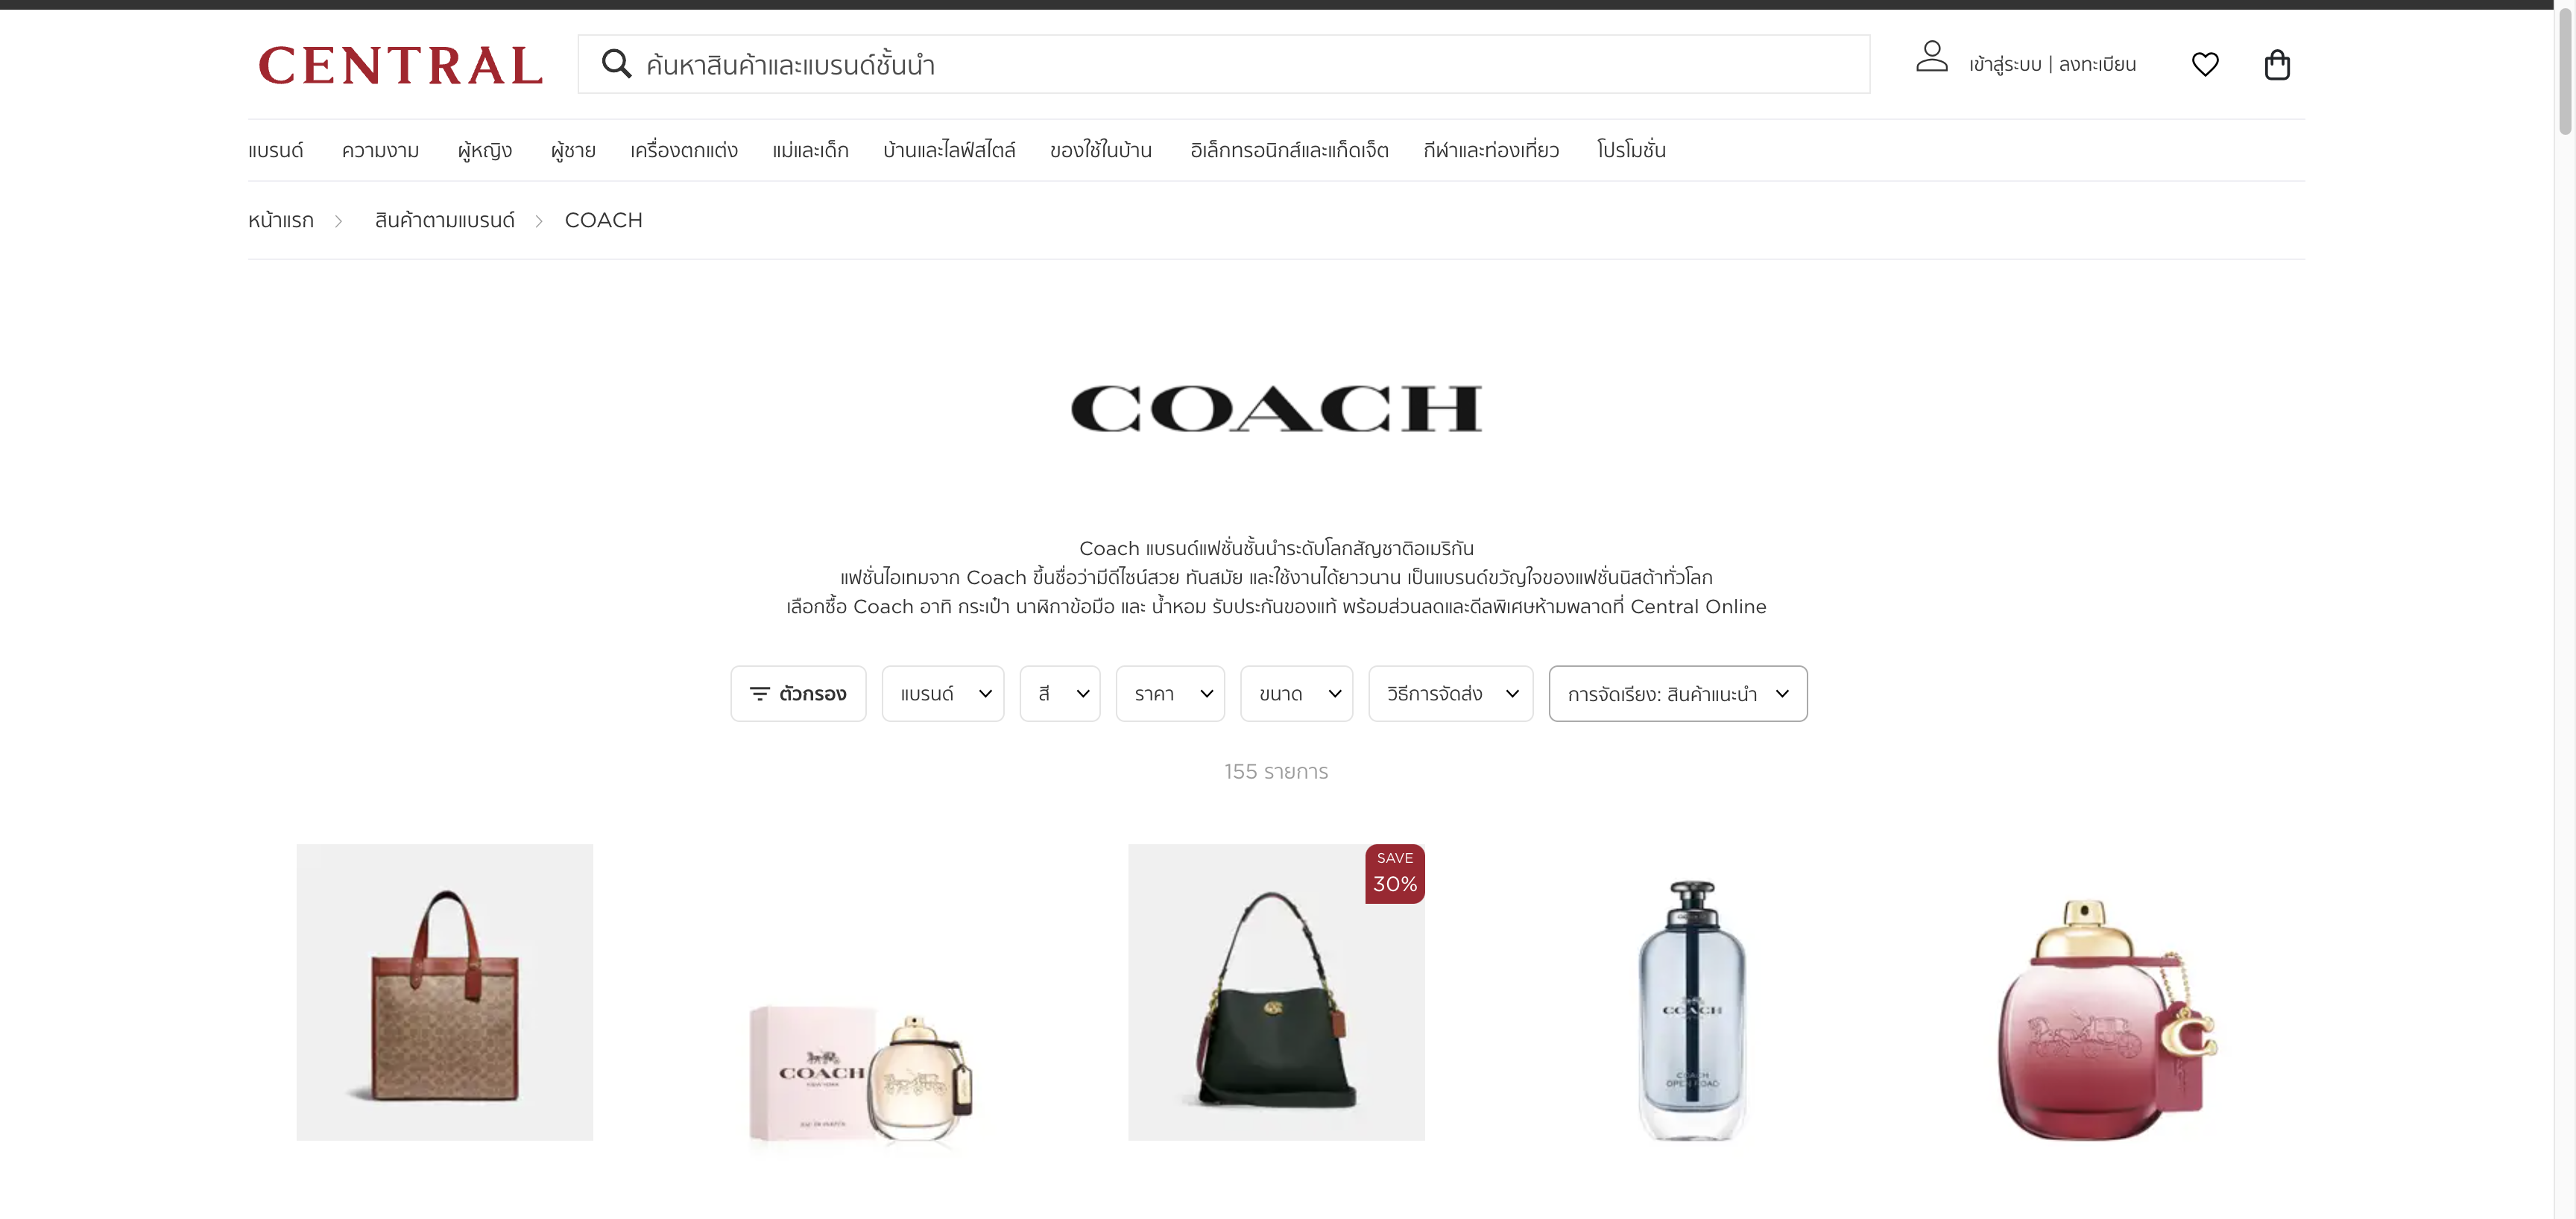 CENTRAL
ค้นหาสินค้าและแบรนด์ชั้นนำ
เข้าสู่ระบบ | ลงทะเบียน
แบรนด์ ความงาม ผู้หญิง ผู้ชาย เครื่องตกแต่ง แม่และเด็ก บ้านและไลฟ์สไตล์ ของใช้ในบ้าน อิเล็กทรอนิกส์และแก็ดเจ็ต กีฬาและท่องเที่ยว โปรโมชั่น
หน้าแรก > สินค้าตามแบรนด์ > COACH
COACH
Coach แบรนด์แฟชั่นชั้นนำระดับโลกสัญชาติอเมริกัน
แฟชั่นไอเทมจาก Coach ขึ้นชื่อว่ามีดีไซน์สวย ทันสมัย และใช้งานได้ยาวนาน เป็นแบรนด์ขวัญใจของแฟชั่นนิสต้าทั่วโลก
เลือกซื้อ Coach อาทิ กระเป๋า นาฬิกาข้อมือ และ น้ำหอม รับประกันของแท้ พร้อมส่วนลดและดีลพิเศษห้ามพลาดที่ Central Online
ตัวกรอง แบรนด์ สี ราคา ขนาด วิธีการจัดส่ง การจัดเรียง: สินค้าแนะนำ
155 รายการ
SAVE
30%
COACH
NEW YORK
EAU DE PARFUM
COACH
COACH
OPEN ROAD